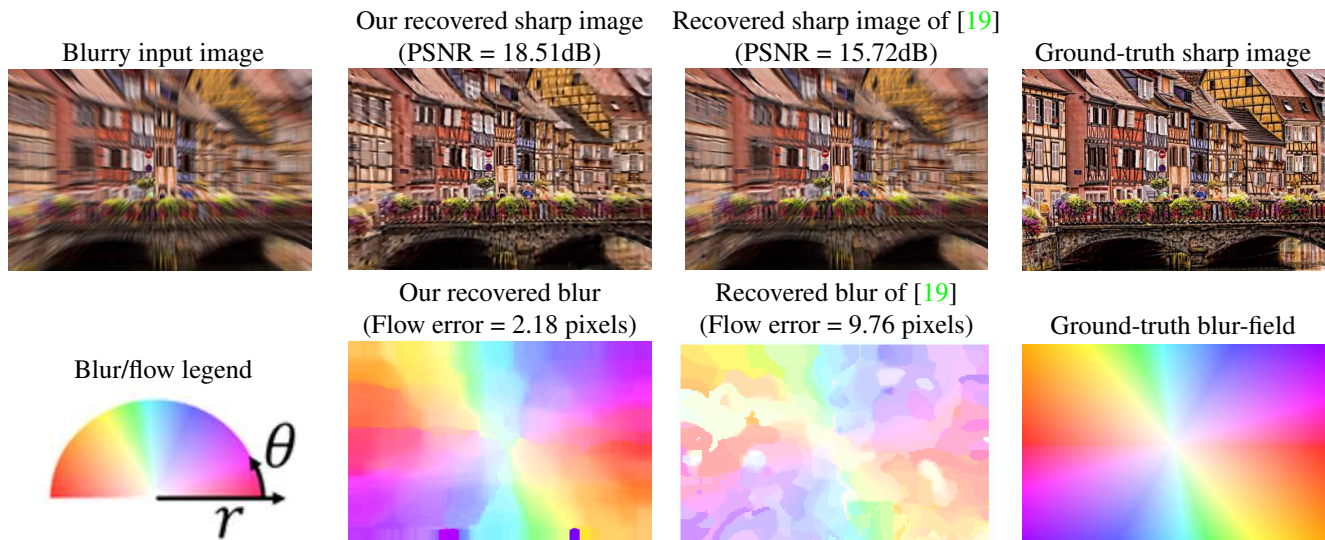 Blurry input image
Our recovered sharp image
(PSNR = 18.51dB)
Recovered sharp image of [19]
(PSNR = 15.72dB)
Ground-truth sharp image
Our recovered blur
(Flow error = 2.18 pixels)
Recovered blur of [19]
(Flow error = 9.76 pixels)
Ground-truth blur-field
Blur/flow legend
θ
r